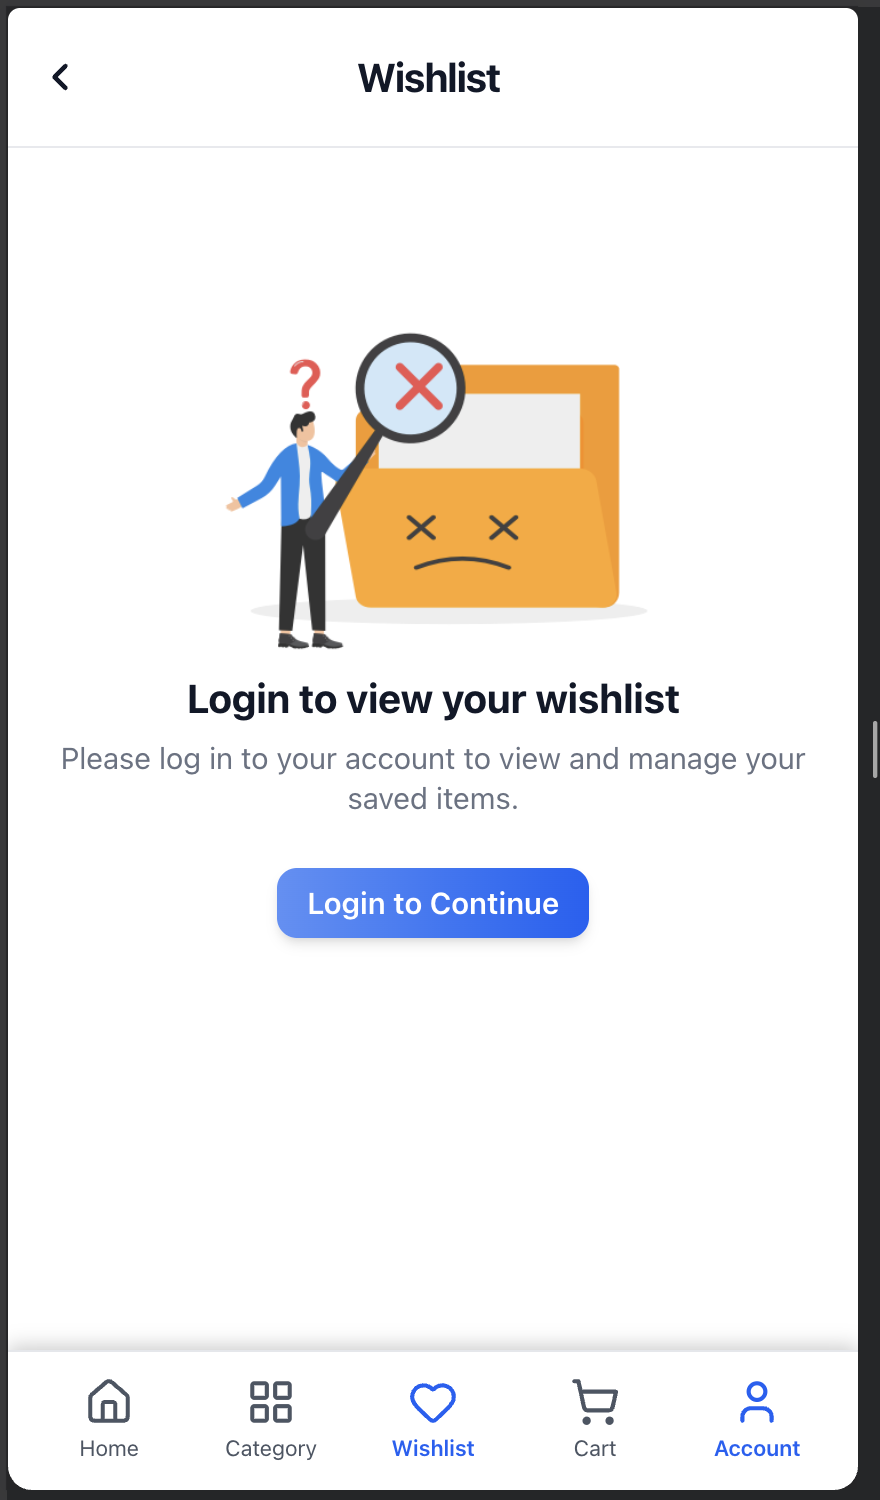 Wishlist
?
Login to view your wishlist
Please log in to your account to view and manage your
saved items.
Login to Continue
Home
Category
Wishlist
Cart
Account